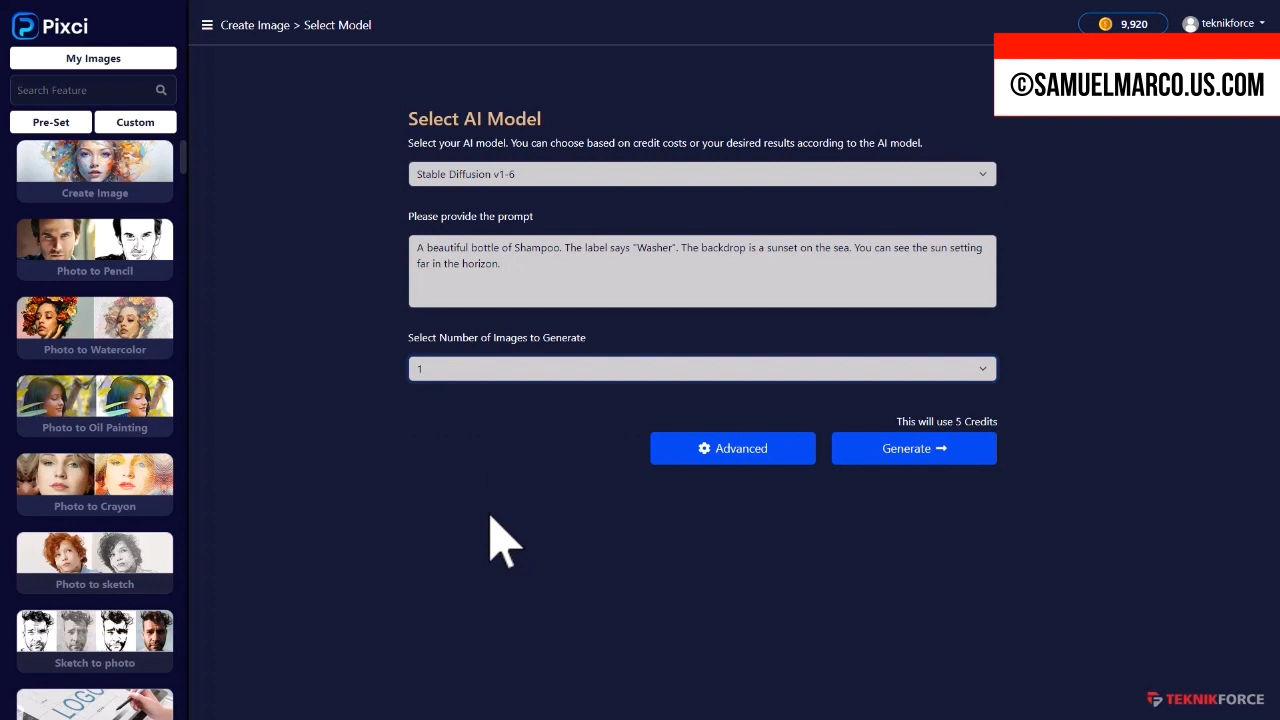 Pixci
My Images
Search Feature
Pre-Set
Custom
Create Image
Photo to Pencil
Photo to Watercolor
Photo to Oil Painting
Photo to Crayon
Photo to sketch
Sketch to photo
LOGO
Create Image > Select Model
9,920
teknikforce
©SAMUELMARCO.US.COM
Select AI Model
Select your AI model. You can choose based on credit costs or your desired results according to the AI model.
Stable Diffusion v1-6
Please provide the prompt
A beautiful bottle of Shampoo. The label says "Washer". The backdrop is a sunset on the sea. You can see the sun setting
far in the horizon.
Select Number of Images to Generate
1
This will use 5 Credits
Advanced
Generate
TEKNIKFORCE